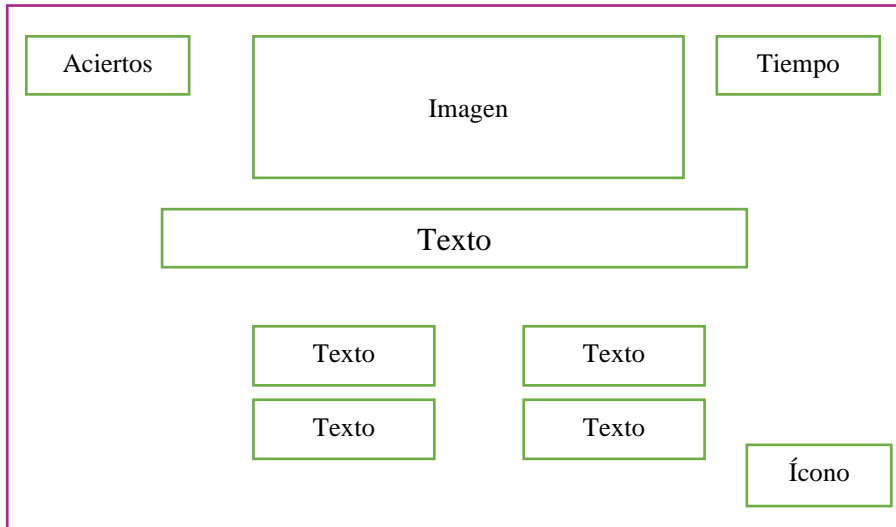 Aciertos
Imagen
Tiempo
Texto
Texto
Texto
Texto
Texto
Ícono